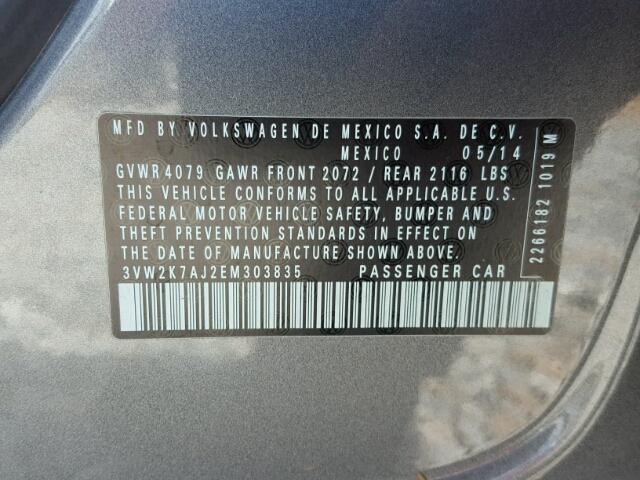 MFD BY VOLKSWAGEN DE MEXICO S.A. DE C.V.
MEXICO 05/14
GVWR 4079 GAWR FRONT 2072 / REAR 2116 LBS
THIS VEHICLE CONFORMS TO ALL APPLICABLE U.S.
FEDERAL MOTOR VEHICLE SAFETY, BUMPER AND
THEFT PREVENTION STANDARDS IN EFFECT ON
THE DATE OF MANUFACTURE SHOWN ABOVE.
3VW2K7AJ2EM303835 PASSENGER CAR
2266182 1019 M